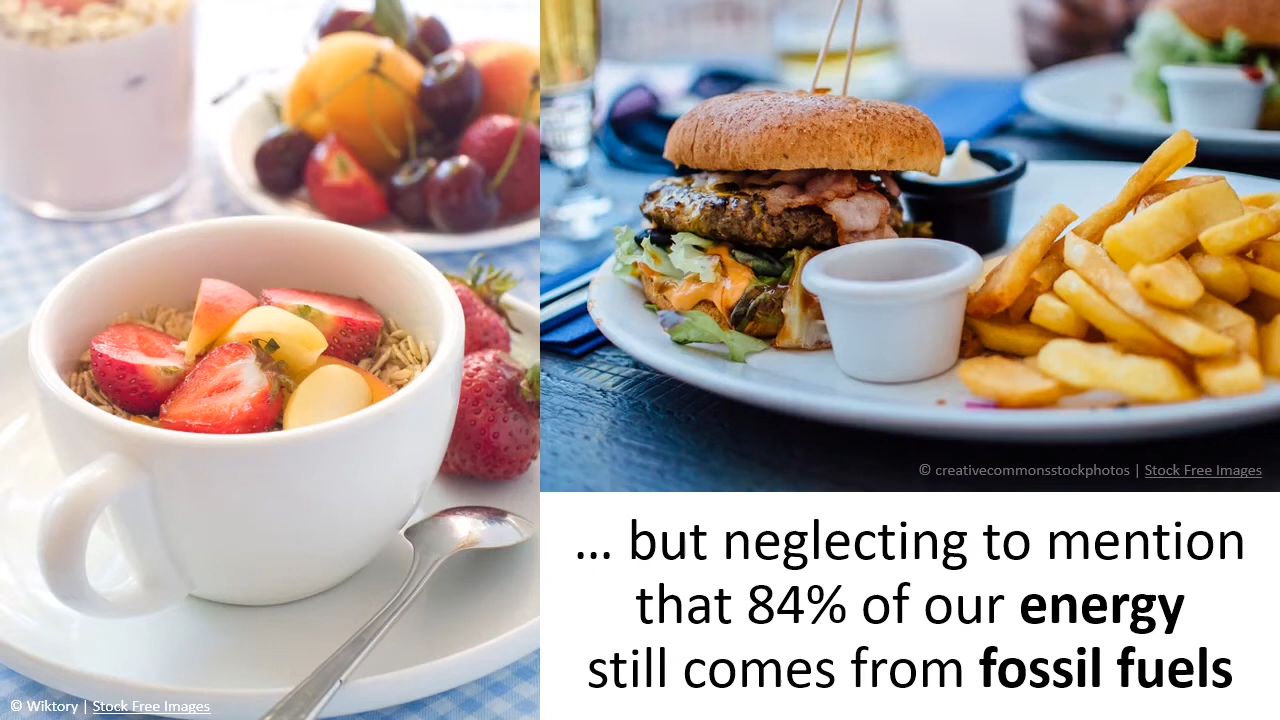 © creativecommonsstockphotos | Stock Free Images
... but neglecting to mention
that 84% of our energy
still comes from fossil fuels
© Wiktory | Stock Free Images